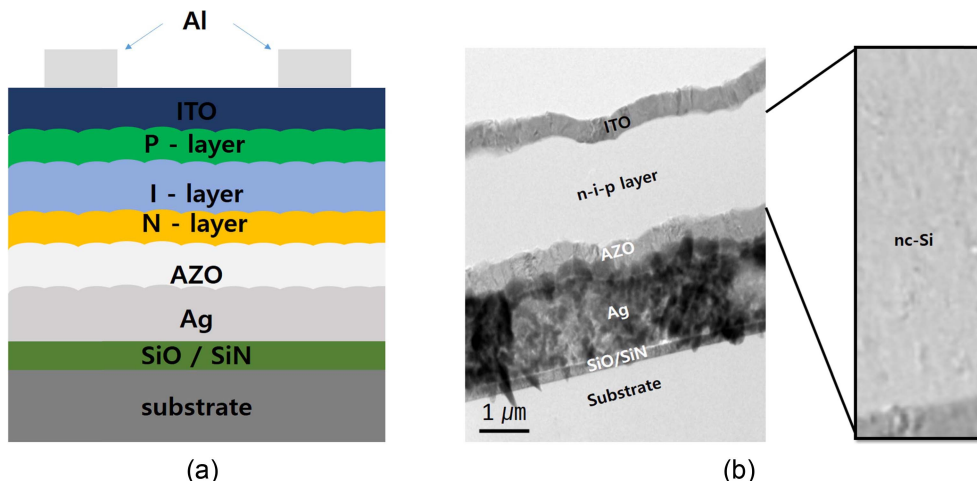 Al
ITO
P - layer
I - layer
N - layer
AZO
Ag
SiO / SiN
substrate
(a)
ITO
n-i-p layer
AZO
Ag
SiO/SiN
Substrate
1 µm
nc-Si
(b)